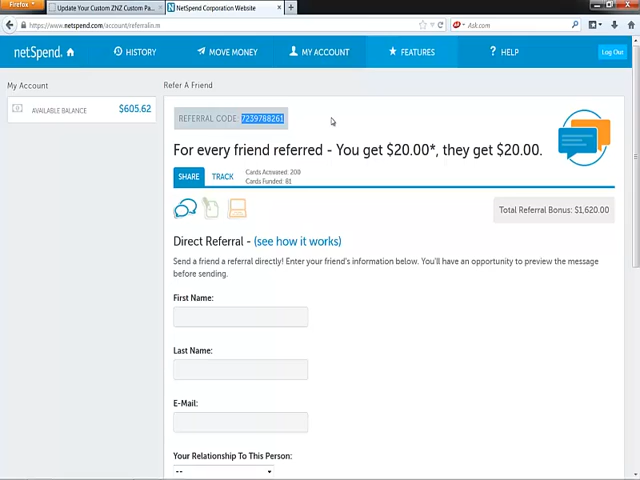 Firefox
Update Your Custom ZNZ Custom Pa...
NetSpend Corporation Website
https://www.netspend.com/account/referralin.m
Ask.com
netSpend.
HISTORY
MOVE MONEY
MY ACCOUNT
FEATURES
HELP
Log Out
My Account
Refer A Friend
AVAILABLE BALANCE
$605.62
REFERRAL CODE: 7239788261
For every friend referred - You get $20.00*, they get $20.00.
SHARE
TRACK
Cards Activated: 200
Cards Funded: 81
Total Referral Bonus: $1,620.00
Direct Referral - (see how it works)
Send a friend a referral directly! Enter your friend's information below. You'll have an opportunity to preview the message
before sending.
First Name:
Last Name:
E-Mail:
Your Relationship To This Person:
--